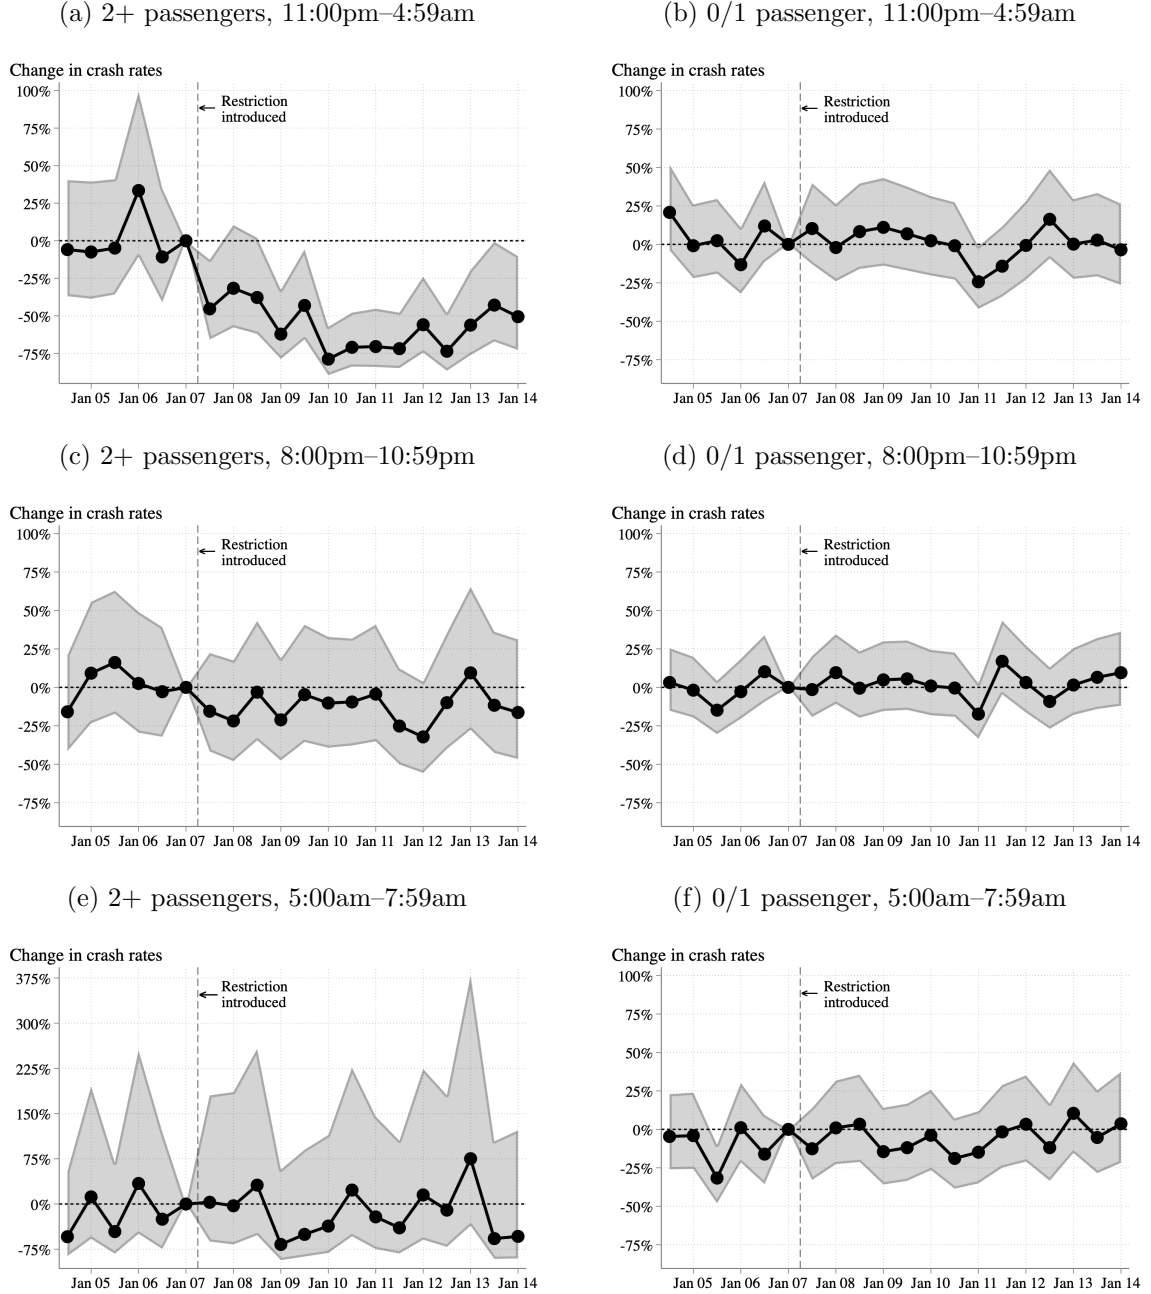 (a) 2+ passengers, 11:00pm–4:59am
Change in crash rates
100%
75%
50%
25%
0%
-25%
-50%
-75%
Restriction
introduced
Jan 05 Jan 06 Jan 07 Jan 08 Jan 09 Jan 10 Jan 11 Jan 12 Jan 13 Jan 14
(b) 0/1 passenger, 11:00pm–4:59am
Change in crash rates
100%
75%
50%
25%
0%
-25%
-50%
-75%
Restriction
introduced
Jan 05 Jan 06 Jan 07 Jan 08 Jan 09 Jan 10 Jan 11 Jan 12 Jan 13 Jan 14
(c) 2+ passengers, 8:00pm–10:59pm
Change in crash rates
100%
75%
50%
25%
0%
-25%
-50%
-75%
Restriction
introduced
Jan 05 Jan 06 Jan 07 Jan 08 Jan 09 Jan 10 Jan 11 Jan 12 Jan 13 Jan 14
(d) 0/1 passenger, 8:00pm–10:59pm
Change in crash rates
100%
75%
50%
25%
0%
-25%
-50%
-75%
Restriction
introduced
Jan 05 Jan 06 Jan 07 Jan 08 Jan 09 Jan 10 Jan 11 Jan 12 Jan 13 Jan 14
(e) 2+ passengers, 5:00am–7:59am
Change in crash rates
375%
300%
225%
150%
75%
0%
-75%
Restriction
introduced
Jan 05 Jan 06 Jan 07 Jan 08 Jan 09 Jan 10 Jan 11 Jan 12 Jan 13 Jan 14
(f) 0/1 passenger, 5:00am–7:59am
Change in crash rates
100%
75%
50%
25%
0%
-25%
-50%
-75%
Restriction
introduced
Jan 05 Jan 06 Jan 07 Jan 08 Jan 09 Jan 10 Jan 11 Jan 12 Jan 13 Jan 14